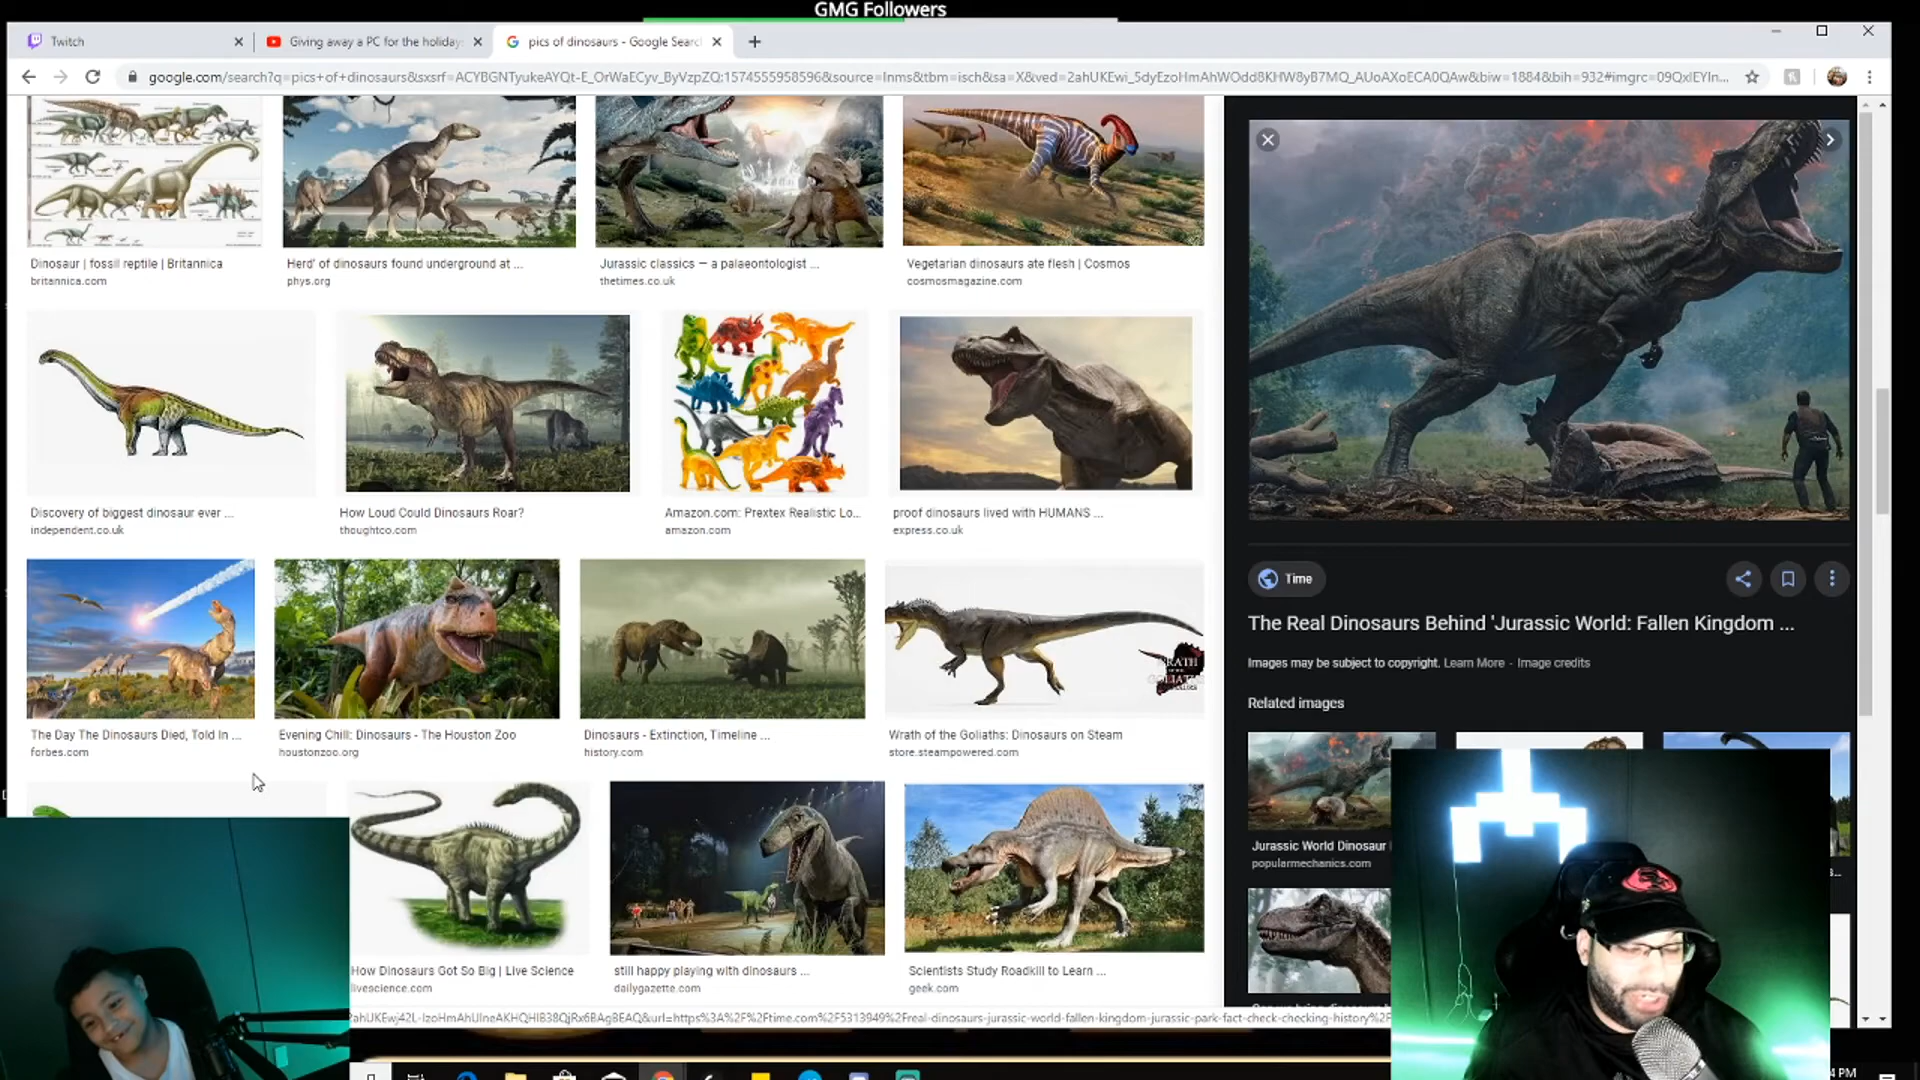 GMG Followers
Twitch
Giving away a PC for the holiday
pics of dinosaurs - Google Searc
Dinosaur | fossil reptile | Britannica
britannica.com
Herd' of dinosaurs found underground at ...
phys.org
Jurassic classics — a palaeontologist ...
thetimes.co.uk
Vegetarian dinosaurs ate flesh | Cosmos
cosmosmagazine.com
Discovery of biggest dinosaur ever ...
independent.co.uk
How Loud Could Dinosaurs Roar?
thoughtco.com
Amazon.com: Prextex Realistic Lo...
amazon.com
proof dinosaurs lived with HUMANS ...
express.co.uk
The Day The Dinosaurs Died, Told In ...
forbes.com
Evening Chill: Dinosaurs - The Houston Zoo
houstonzoo.org
Dinosaurs - Extinction, Timeline ...
history.com
Wrath of the Goliaths: Dinosaurs on Steam
store.steampowered.com
How Dinosaurs Got So Big | Live Science
livescience.com
still happy playing with dinosaurs ...
dailygazette.com
Scientists Study Roadkill to Learn ...
geek.com
Time
The Real Dinosaurs Behind 'Jurassic World: Fallen Kingdom ...
Images may be subject to copyright. Learn More - Image credits
Related images
Jurassic World Dinosaur
popularmechanics.com
4 PM